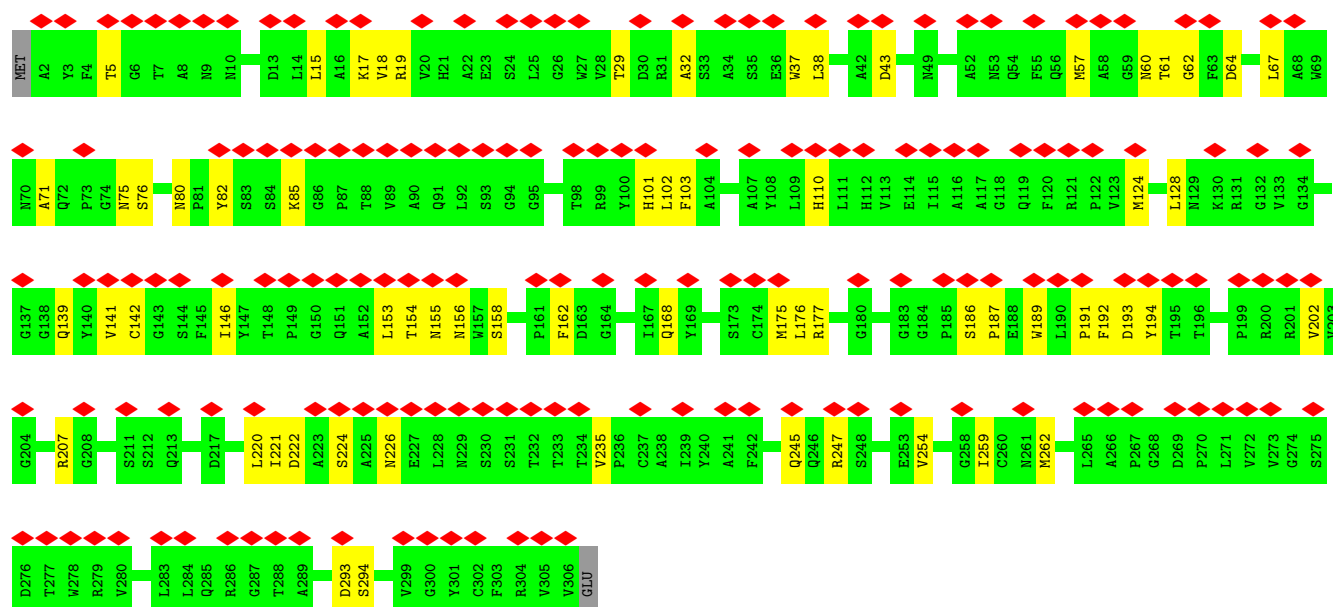 MET A2 Y3 F4 T5 G6 T7 A8 N9 N10 D13 L14 L15 A16 K17 V18 R19 V20 H21 A22 E23 S24 L25 G26 W27 V28 T29 D30 R31 A32 S33 A34 S35 E36 W37 L38 A42 D43 N49 A52 N53 Q54 F55 Q56 M57 A58 G59 N60 T61 G62 F63 D64 L67 A68 W69
N70 A71 Q72 P73 G74 N75 S76 N80 P81 Y82 S83 S84 K85 G86 P87 T88 V89 A90 Q91 L92 S93 G94 G95 T98 R99 Y100 H101 L102 F103 A104 A107 Y108 L109 H110 L111 H112 V113 E114 I115 A116 A117 G118 Q119 F120 R121 P122 V123 M124 L128 N129 K130 R131 G132 V133 G134
G137 G138 Q139 Y140 V141 C142 G143 S144 F145 I146 Y147 T148 P149 G150 Q151 A152 L153 T154 N155 N156 W157 S158 P161 F162 D163 G164 I167 Q168 Y169 S173 C174 M175 L176 R177 G180 G183 G184 P185 S186 P187 E188 W189 L190 P191 F192 D193 Y194 T195 T196 P199 R200 R201 V202 V203
G204 R207 G208 S211 S212 Q213 D217 L220 I221 D222 A223 S224 A225 N226 E227 L228 N229 S230 S231 T232 T233 T234 V235 P236 C237 A238 I239 Y240 A241 F242 Q245 Q246 R247 S248 E253 V254 G258 I259 C260 N261 M262 L265 A266 P267 G268 D269 P270 L271 V272 V273 G274 S275
D276 T277 W278 R279 V280 L283 L284 Q285 R286 G287 T288 A289 D293 S294 V299 G300 Y301 C302 F303 R304 V305 V306 GLU